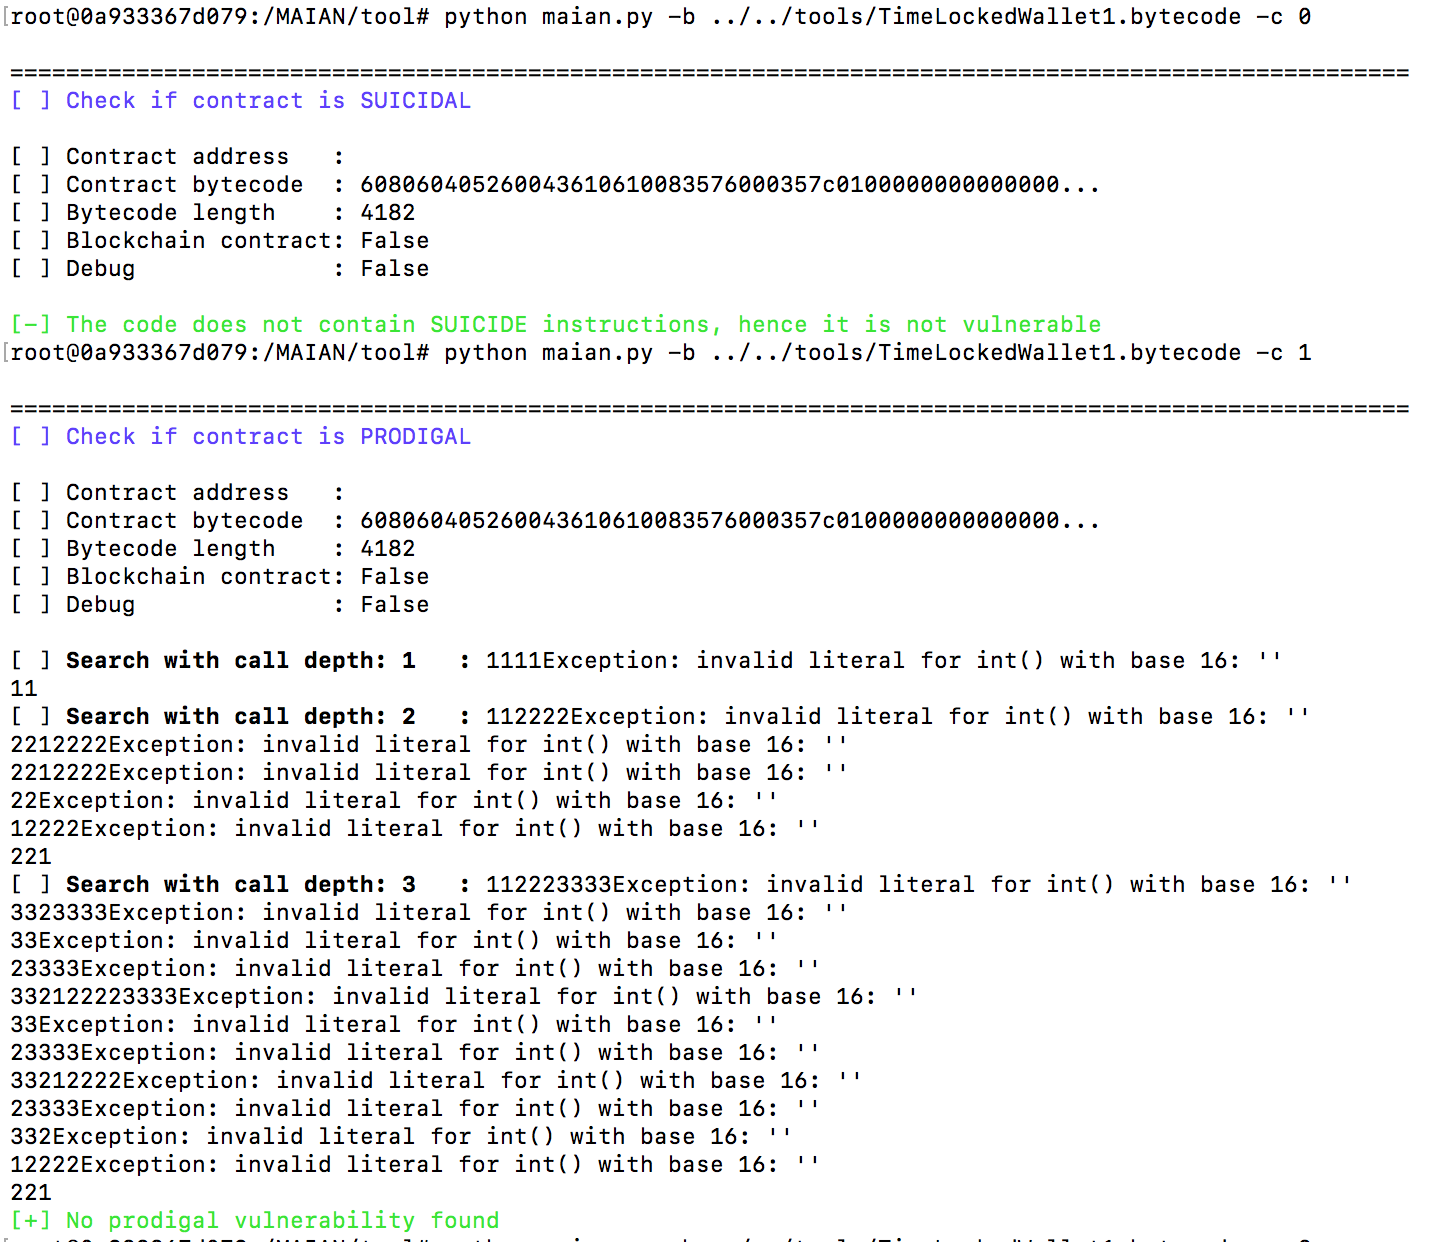 [root@0a933367d079:/MAIAN/tool# python maian.py -b ../../tools/TimeLockedWallet1.bytecode -c 0
====================================================================================================
[ ] Check if contract is SUICIDAL
[ ] Contract address   :
[ ] Contract bytecode  : 60806040526004361061008357600035​7c0100000000000000...
[ ] Bytecode length    : 4182
[ ] Blockchain contract: False
[ ] Debug              : False
[-] The code does not contain SUICIDE instructions, hence it is not vulnerable
[root@0a933367d079:/MAIAN/tool# python maian.py -b ../../tools/TimeLockedWallet1.bytecode -c 1
====================================================================================================
[ ] Check if contract is PRODIGAL
[ ] Contract address   :
[ ] Contract bytecode  : 608060405260043610610083576000357c0100000000000000...
[ ] Bytecode length    : 4182
[ ] Blockchain contract: False
[ ] Debug              : False
[ ] Search with call depth: 1   : 1111Exception: invalid literal for int() with base 16: ''
11
[ ] Search with call depth: 2   : 112222Exception: invalid literal for int() with base 16: ''
2212222Exception: invalid literal for int() with base 16: ''
2212222Exception: invalid literal for int() with base 16: ''
22Exception: invalid literal for int() with base 16: ''
12222Exception: invalid literal for int() with base 16: ''
221
[ ] Search with call depth: 3   : 112223333Exception: invalid literal for int() with base 16: ''
3323333Exception: invalid literal for int() with base 16: ''
33Exception: invalid literal for int() with base 16: ''
23333Exception: invalid literal for int() with base 16: ''
332122223333Exception: invalid literal for int() with base 16: ''
33Exception: invalid literal for int() with base 16: ''
23333Exception: invalid literal for int() with base 16: ''
33212222Exception: invalid literal for int() with base 16: ''
23333Exception: invalid literal for int() with base 16: ''
332Exception: invalid literal for int() with base 16: ''
12222Exception: invalid literal for int() with base 16: ''
221
[+] No prodigal vulnerability found